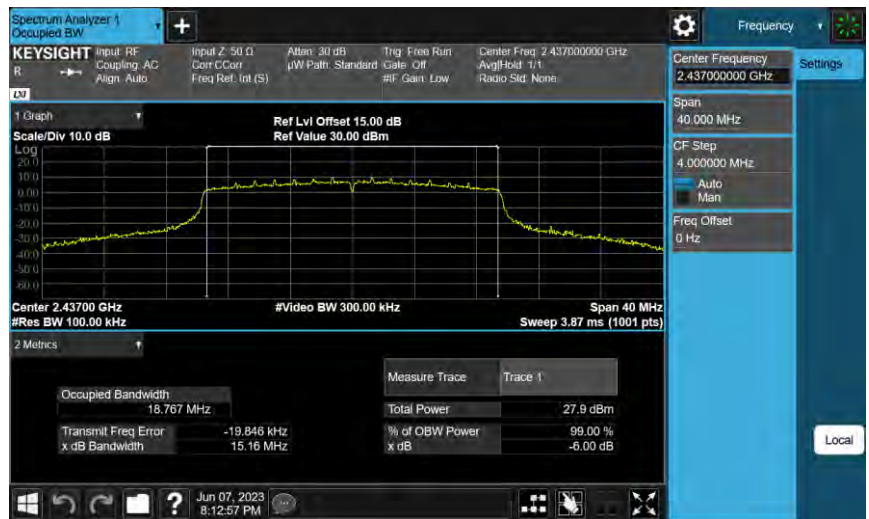 Spectrum Analyzer 1
Occupied BW
+
Frequency
KEYSIGHT
R
Input: RF
Coupling: AC
Align: Auto
Input Z: 50 Ω
Corr CCorr
Freq Ref: Int (S)
Atten: 30 dB
µW Path: Standard
Trig: Free Run
Gate: Off
#IF Gain: Low
Center Freq: 2.437000000 GHz
Avg|Hold: 1/1
Radio Std: None
LXI
Center Frequency
2.437000000 GHz
Settings
Span
40.000 MHz
CF Step
4.000000 MHz
Auto
Man
Freq Offset
0 Hz
1 Graph
Scale/Div 10.0 dB
Ref Lvl Offset 15.00 dB
Ref Value 30.00 dBm
Log
20.0
10.0
0.00
-10.0
-20.0
-30.0
-40.0
-50.0
-60.0
Center 2.43700 GHz
#Video BW 300.00 kHz
Span 40 MHz
#Res BW 100.00 kHz
Sweep 3.87 ms (1001 pts)
2 Metrics
Measure Trace
Trace 1
Occupied Bandwidth
18.767 MHz
Total Power
27.9 dBm
Transmit Freq Error
-19.846 kHz
% of OBW Power
99.00 %
x dB Bandwidth
15.16 MHz
x dB
-6.00 dB
Local
?
Jun 07, 2023
8:12:57 PM